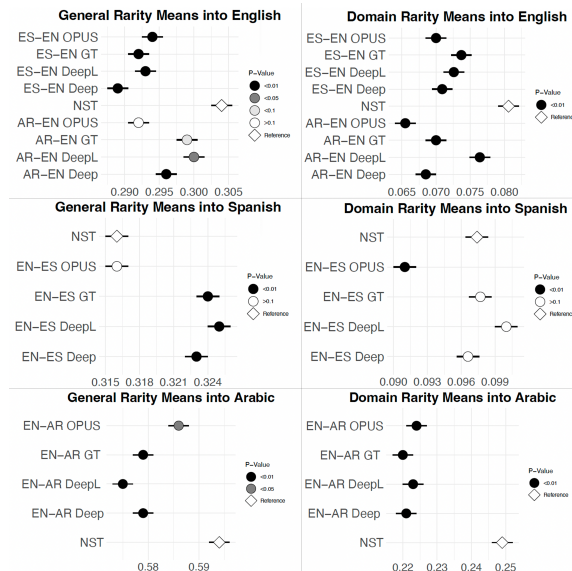 General Rarity Means into English
ES−EN OPUS
ES−EN GT
ES−EN DeepL
ES−EN Deep
NST
AR−EN OPUS
AR−EN GT
AR−EN DeepL
AR−EN Deep
0.290 0.295 0.300 0.305
P−Value
<0.01
<0.05
<0.1
>0.1
Reference
Domain Rarity Means into English
ES−EN OPUS
ES−EN GT
ES−EN DeepL
ES−EN Deep
NST
AR−EN OPUS
AR−EN GT
AR−EN DeepL
AR−EN Deep
0.065 0.070 0.075 0.080
P−Value
<0.01
Reference
General Rarity Means into Spanish
NST
EN−ES OPUS
EN−ES GT
EN−ES DeepL
EN−ES Deep
0.315 0.318 0.321 0.324
P−Value
<0.01
>0.1
Reference
Domain Rarity Means into Spanish
NST
EN−ES OPUS
EN−ES GT
EN−ES DeepL
EN−ES Deep
0.090 0.093 0.096 0.099
P−Value
<0.01
>0.1
Reference
General Rarity Means into Arabic
EN−AR OPUS
EN−AR GT
EN−AR DeepL
EN−AR Deep
NST
0.58 0.59
P−Value
<0.01
<0.05
Reference
Domain Rarity Means into Arabic
EN−AR OPUS
EN−AR GT
EN−AR DeepL
EN−AR Deep
NST
0.22 0.23 0.24 0.25
P−Value
<0.01
Reference